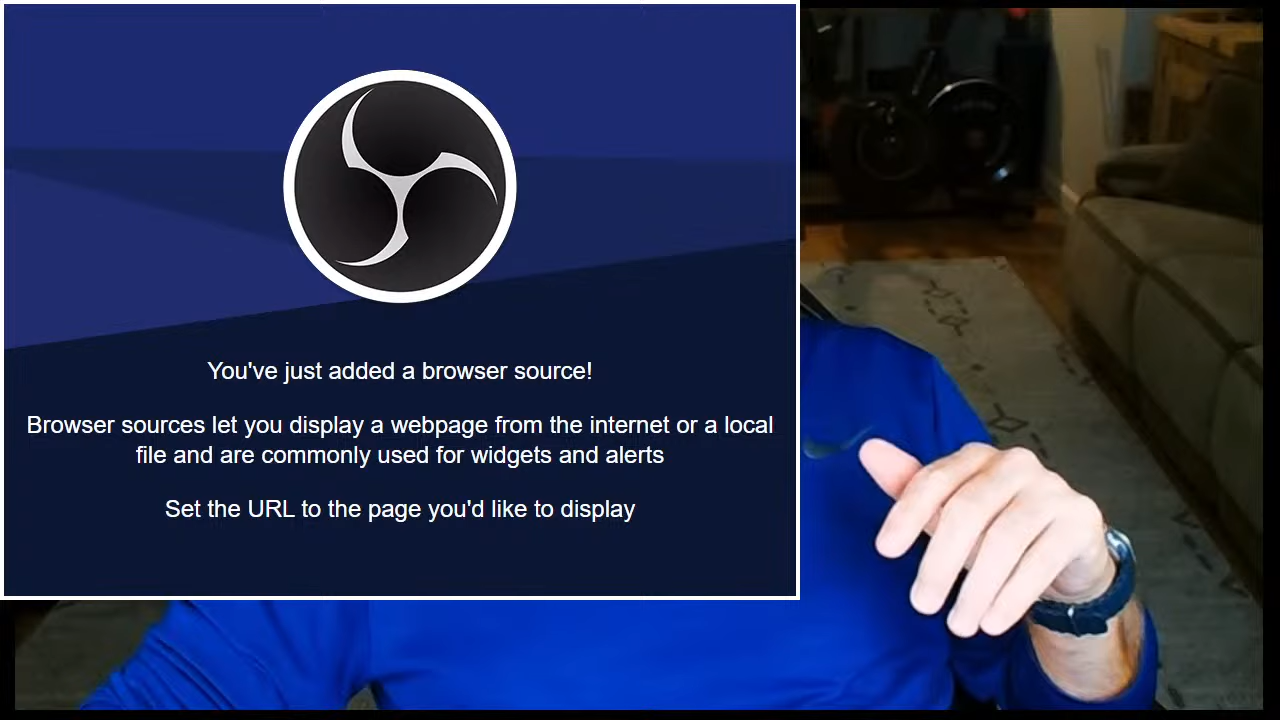 You've just added a browser source!
Browser sources let you display a webpage from the internet or a local
file and are commonly used for widgets and alerts
Set the URL to the page you'd like to display